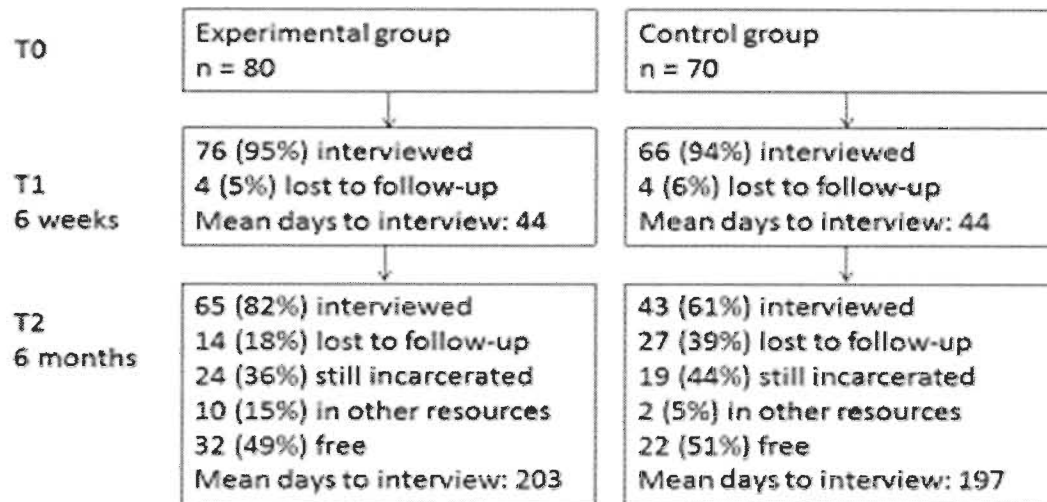 T0
Experimental group
n = 80
Control group
n = 70
T1
6 weeks
76 (95%) interviewed
4 (5%) lost to follow-up
Mean days to interview: 44
66 (94%) interviewed
4 (6%) lost to follow-up
Mean days to interview: 44
T2
6 months
65 (82%) interviewed
14 (18%) lost to follow-up
24 (36%) still incarcerated
10 (15%) in other resources
32 (49%) free
Mean days to interview: 203
43 (61%) interviewed
27 (39%) lost to follow-up
19 (44%) still incarcerated
2 (5%) in other resources
22 (51%) free
Mean days to interview: 197